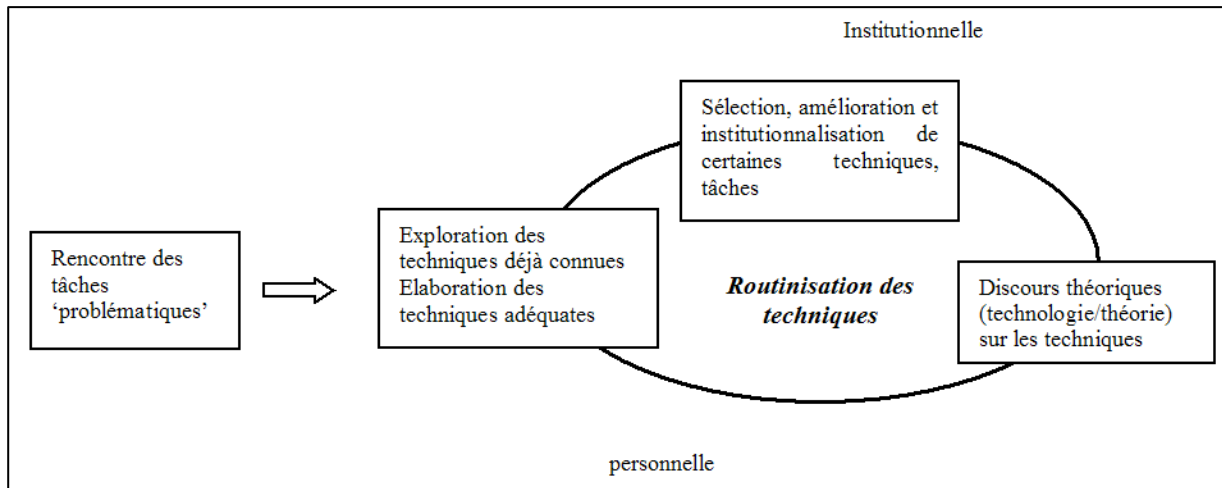 Institutionnelle
Sélection, amélioration et
institutionnalisation de
certaines techniques,
tâches
Rencontre des
tâches
‘problématiques’
Exploration des
techniques déjà connues
Elaboration des
techniques adéquates
Routinisation des
techniques
Discours théoriques
(technologie/théorie)
sur les techniques
personnelle